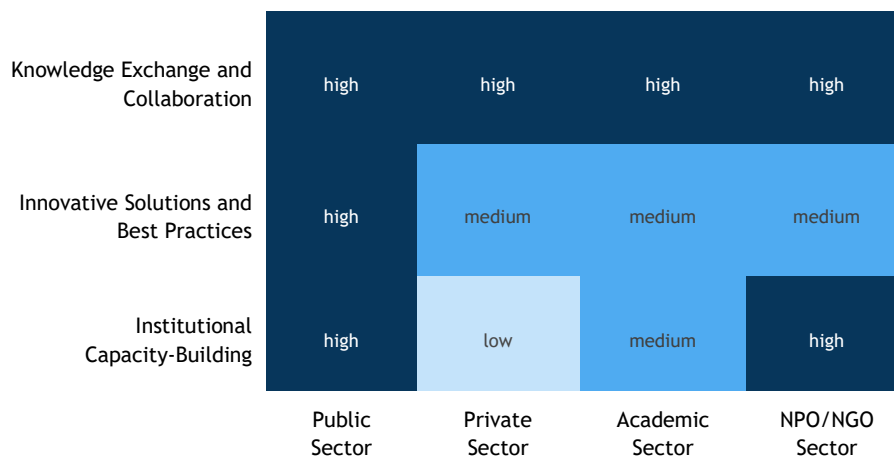 Knowledge Exchange and
Collaboration
high
high
high
high
Innovative Solutions and
Best Practices
high
medium
medium
medium
Institutional
Capacity-Building
high
low
medium
high
Public
Sector
Private
Sector
Academic
Sector
NPO/NGO
Sector